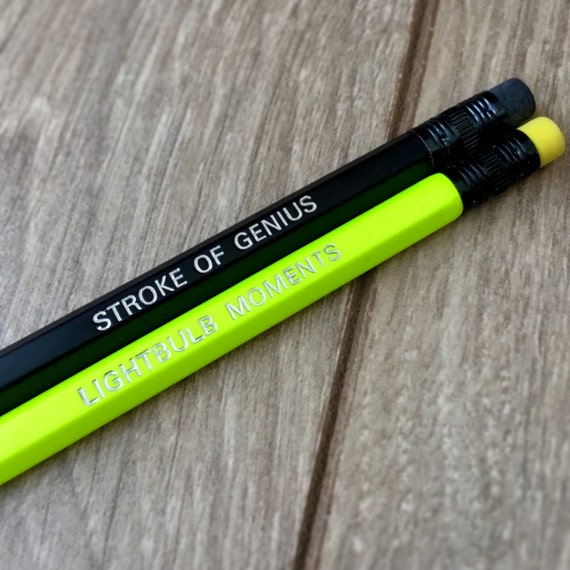 STROKE OF GENIUS
LIGHTBULB MOMENTS